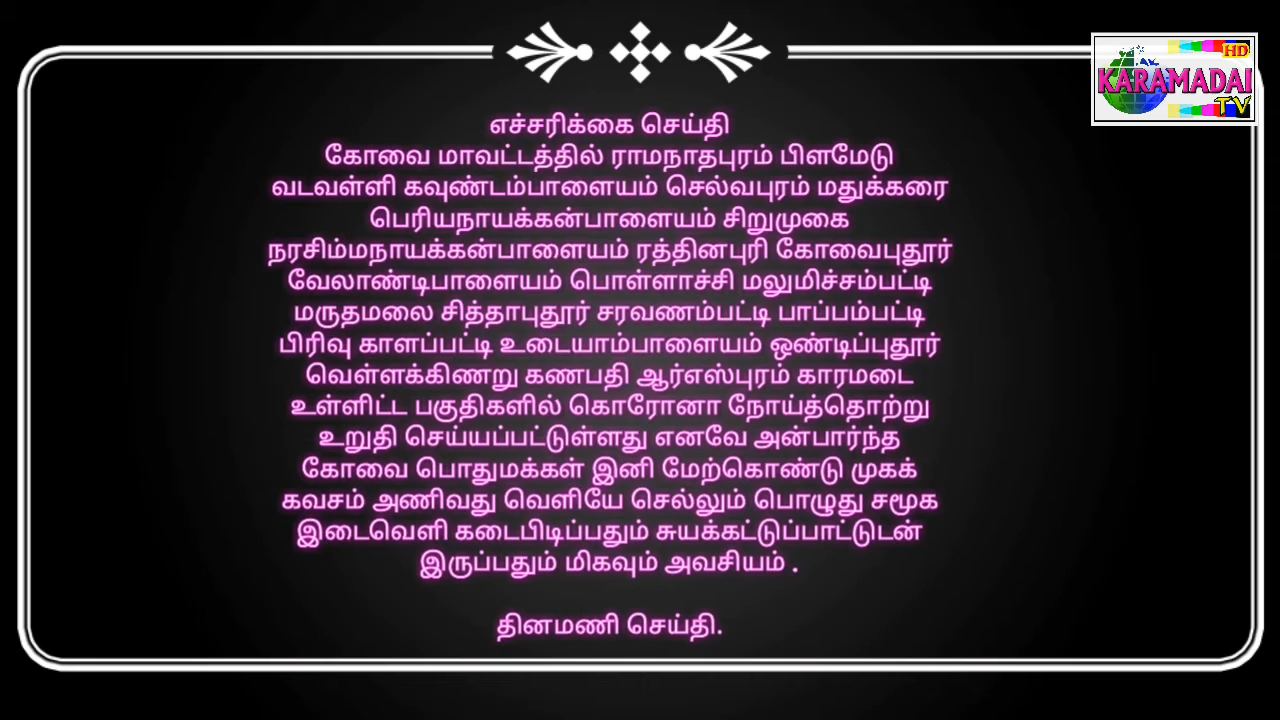 HD
KARAMADAI
TV
எச்சரிக்கை செய்தி
கோவை மாவட்டத்தில் ராமநாதபுரம் பிளமேடு
வடவள்ளி கவுண்டம்பாளையம் செல்வபுரம் மதுக்கரை
பெரியநாயக்கன்பாளையம் சிறுமுகை
நரசிம்மநாயக்கன்பாளையம் ரத்தினபுரி கோவைபுதூர்
வேலாண்டிபாளையம் பொள்ளாச்சி மலுமிச்சம்பட்டி
மருதமலை சித்தாபுதூர் சரவணம்பட்டி பாப்பம்பட்டி
பிரிவு காளப்பட்டி உடையாம்பாளையம் ஒண்டிப்புதூர்
வெள்ளக்கிணறு கணபதி ஆர்எஸ்புரம் காரமடை
உள்ளிட்ட பகுதிகளில் கொரோனா நோய்த்தொற்று
உறுதி செய்யப்பட்டுள்ளது எனவே அன்பார்ந்த
கோவை பொதுமக்கள் இனி மேற்கொண்டு முகக்
கவசம் அணிவது வெளியே செல்லும் பொழுது சமூக
இடைவெளி கடைபிடிப்பதும் சுயக்கட்டுப்பாட்டுடன்
இருப்பதும் மிகவும் அவசியம் .
தினமணி செய்தி.